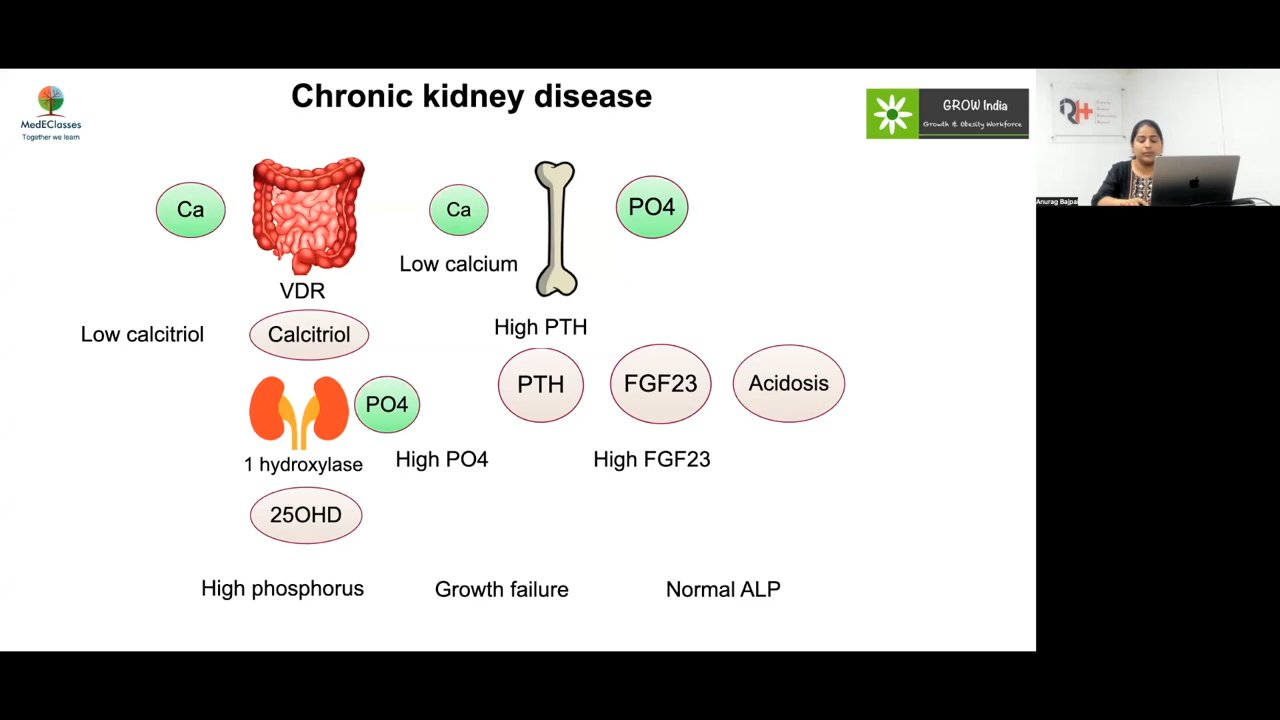 Chronic kidney disease
MedEClasses
Together we learn
GROW India
Growth & Obesity Workforce
Anurag Bajpai
Ca
Ca
PO4
Low calcium
VDR
High PTH
Low calcitriol
Calcitriol
PTH
FGF23
Acidosis
PO4
1 hydroxylase
High PO4
High FGF23
25OHD
High phosphorus
Growth failure
Normal ALP